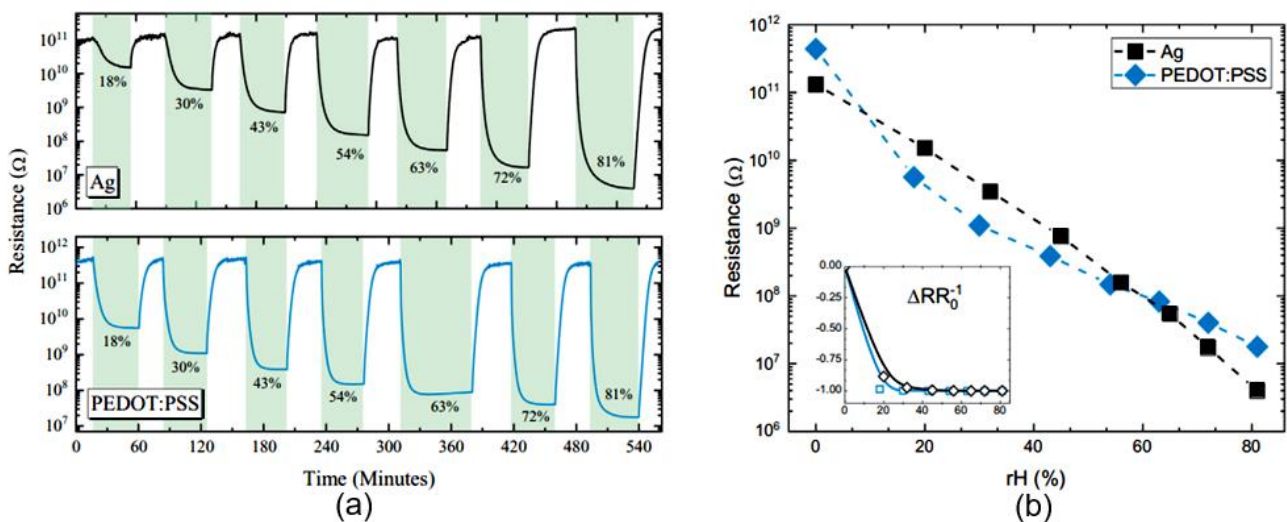 10¹¹
10¹⁰
10⁹
10⁸
10⁷
10⁶
18%
30%
43%
54%
63%
72%
81%
Ag
10¹²
10¹¹
10¹⁰
10⁹
10⁸
10⁷
18%
30%
43%
54%
63%
72%
81%
PEDOT:PSS
Resistance (Ω)
0 60 120 180 240 300 360 420 480 540
Time (Minutes)
(a)
10¹²
10¹¹
10¹⁰
10⁹
10⁸
10⁷
10⁶
Resistance (Ω)
Ag
PEDOT:PSS
0.00
-0.25
-0.50
-0.75
-1.00
ΔRR₀⁻¹
0 20 40 60 80
0 20 40 60 80
rH (%)
(b)